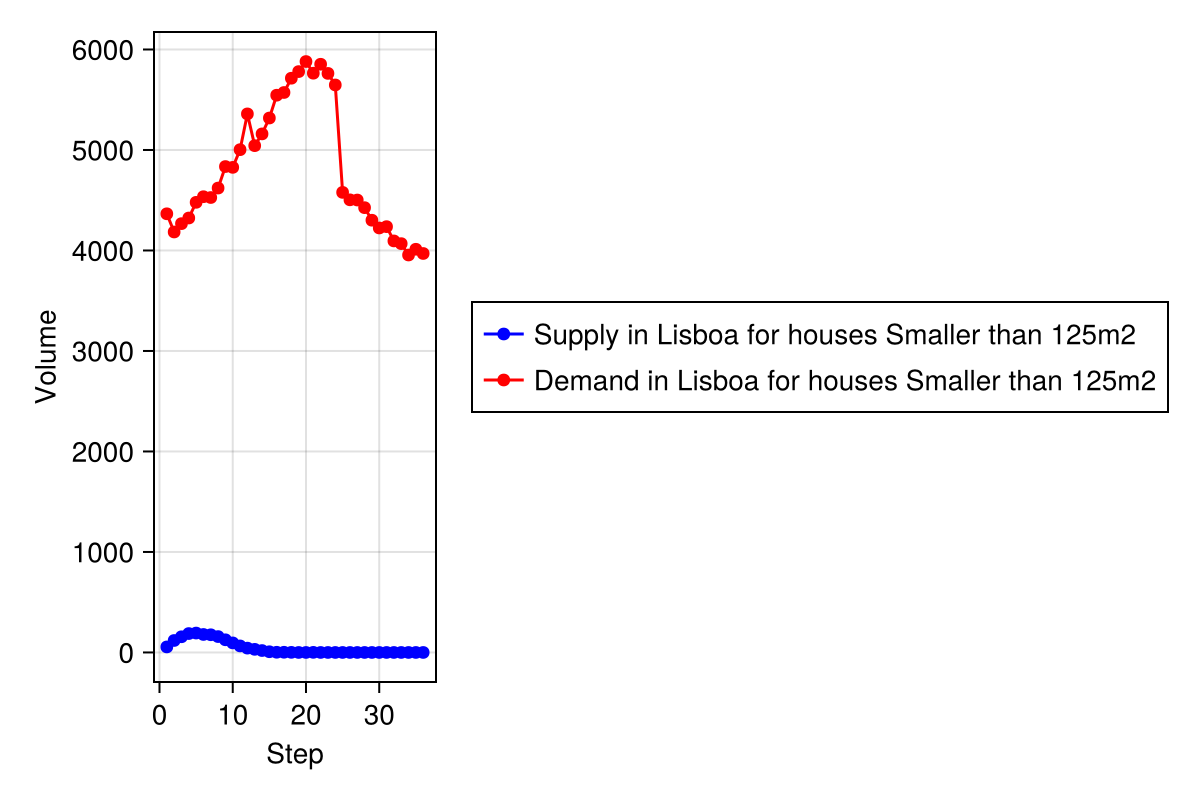 6000
5000
4000
3000
2000
1000
0
Volume
0 10 20 30
Step
Supply in Lisboa for houses Smaller than 125m2
Demand in Lisboa for houses Smaller than 125m2